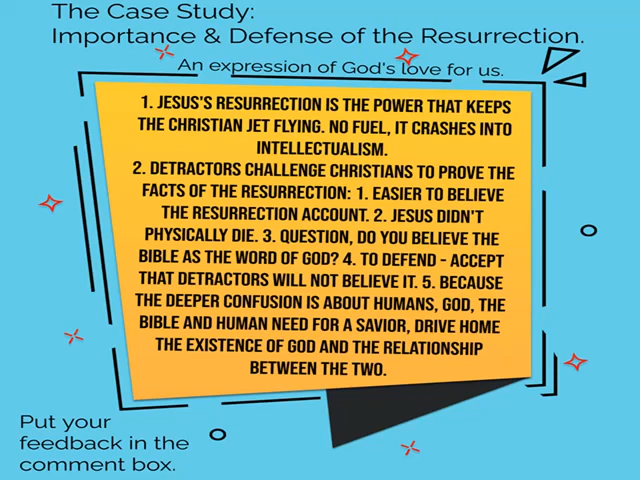 The Case Study:
Importance & Defense of the Resurrection.
An expression of God's love for us.
1. JESUS'S RESURRECTION IS THE POWER THAT KEEPS
THE CHRISTIAN JET FLYING. NO FUEL, IT CRASHES INTO
INTELLECTUALISM.
2. DETRACTORS CHALLENGE CHRISTIANS TO PROVE THE
FACTS OF THE RESURRECTION: 1. EASIER TO BELIEVE
THE RESURRECTION ACCOUNT. 2. JESUS DIDN'T
PHYSICALLY DIE. 3. QUESTION, DO YOU BELIEVE THE
BIBLE AS THE WORD OF GOD? 4. TO DEFEND - ACCEPT
THAT DETRACTORS WILL NOT BELIEVE IT. 5. BECAUSE
THE DEEPER CONFUSION IS ABOUT HUMANS, GOD, THE
BIBLE AND HUMAN NEED FOR A SAVIOR, DRIVE HOME
THE EXISTENCE OF GOD AND THE RELATIONSHIP
BETWEEN THE TWO.
Put your
feedback in the
comment box.